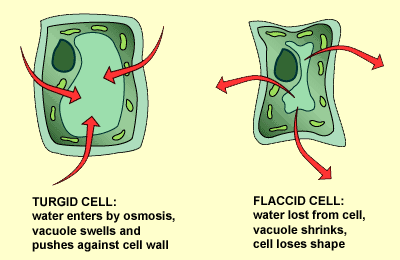 TURGID CELL:
water enters by osmosis,
vacuole swells and
pushes against cell wall
FLACCID CELL:
water lost from cell,
vacuole shrinks,
cell loses shape